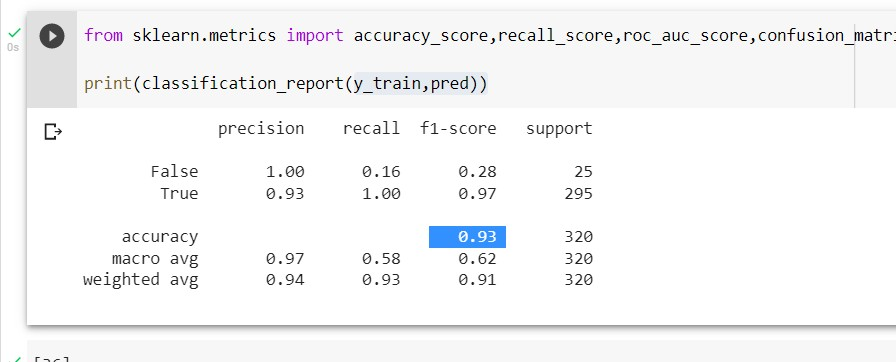 from sklearn.metrics import accuracy_score,recall_score,roc_auc_score,confusion_matri
0s
print(classification_report(y_train,pred))
precision recall f1-score support
False 1.00 0.16 0.28 25
True 0.93 1.00 0.97 295
accuracy 0.93 320
macro avg 0.97 0.58 0.62 320
weighted avg 0.94 0.93 0.91 320